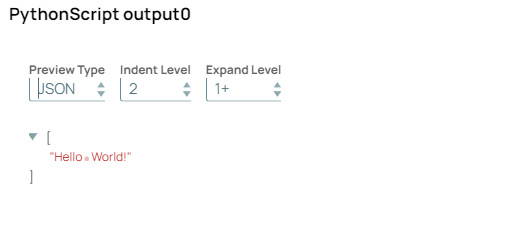 PythonScript output0
Preview Type Indent Level Expand Level
JSON 2 1+
[
"Hello World!"
]